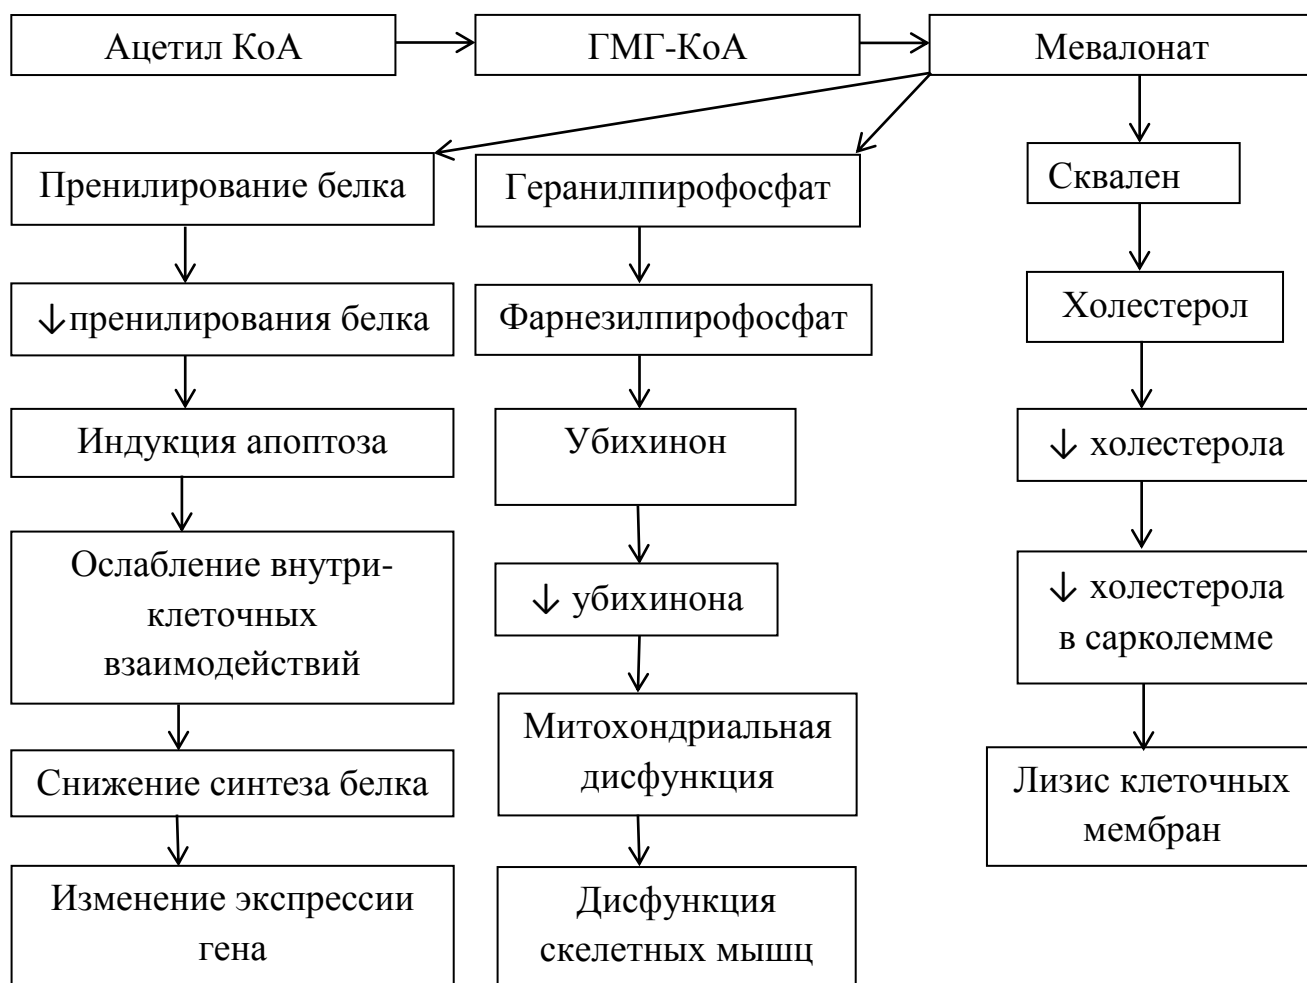 Ацетил КоА
ГМГ-КоА
Мевалонат
Пренилирование белка
↓пренилирования белка
Индукция апоптоза
Ослабление внутри-
клеточных
взаимодействий
Снижение синтеза белка
Изменение экспрессии
гена
Геранилпирофосфат
Фарнезилпирофосфат
Убихинон
↓ убихинона
Митохондриальная
дисфункция
Дисфункция
скелетных мышц
Сквален
Холестерол
↓ холестерола
↓ холестерола
в сарколемме
Лизис клеточных
мембран